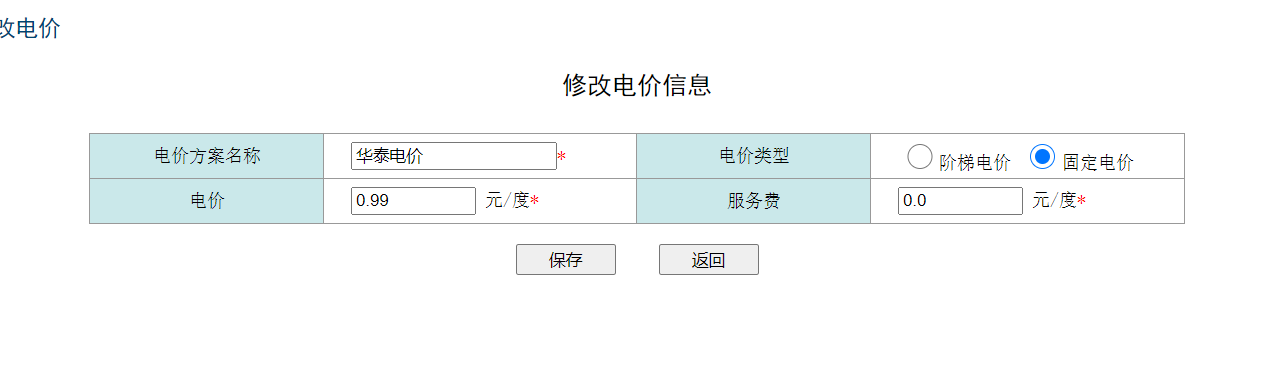 改电价
修改电价信息
电价方案名称 华泰电价* 电价类型 阶梯电价 固定电价
电价 0.99 元/度* 服务费 0.0 元/度*
保存 返回